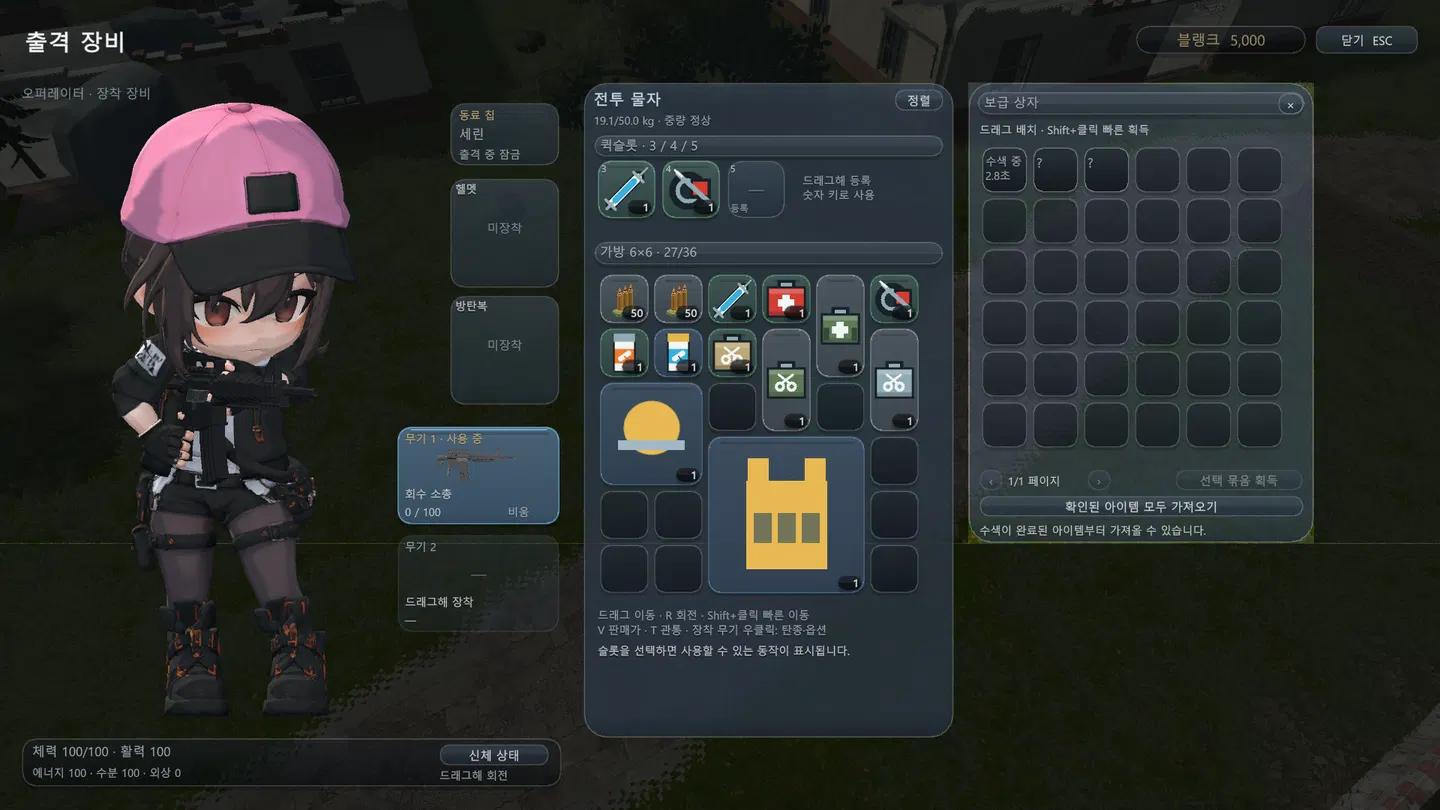 출격 장비
블랭크 5,000
닫기 ESC
오퍼레이터 · 장착 장비
동료 칩
세린
출격 중 잠금
헬멧
미장착
방탄복
미장착
무기 1 · 사용 중
회수 소총
0 / 100
비움
무기 2
—
드래그해 장착
—
체력 100/100 · 활력 100
에너지 100 · 수분 100 · 외상 0
신체 상태
드래그해 회전
전투 물자
정렬
19.1/50.0 kg · 중량 정상
퀵슬롯 · 3 / 4 / 5
3
1
4
1
5
—
등록
드래그해 등록
숫자 키로 사용
가방 6×6 · 27/36
50
50
1
1
1
1
1
1
1
1
1
1
1
드래그 이동 · R 회전 · Shift+클릭 빠른 이동
V 판매가 · T 관통 · 장착 무기 우클릭: 탄종·옵션
슬롯을 선택하면 사용할 수 있는 동작이 표시됩니다.
보급 상자
×
드래그 배치 · Shift+클릭 빠른 획득
수색 중
2.8초
?
?
‹
1/1 페이지
›
선택 묶음 획득
확인된 아이템 모두 가져오기
수색이 완료된 아이템부터 가져올 수 있습니다.